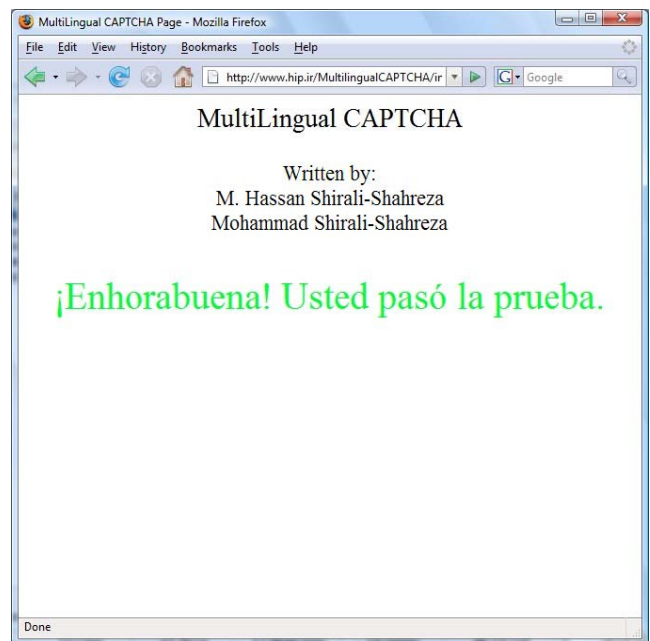 MultiLingual CAPTCHA Page - Mozilla Firefox
File Edit View History Bookmarks Tools Help
http://www.hip.ir/MultilingualCAPTCHA/ir
G Google
MultiLingual CAPTCHA
Written by:
M. Hassan Shirali-Shahreza
Mohammad Shirali-Shahreza
¡Enhorabuena! Usted pasó la prueba.
Done